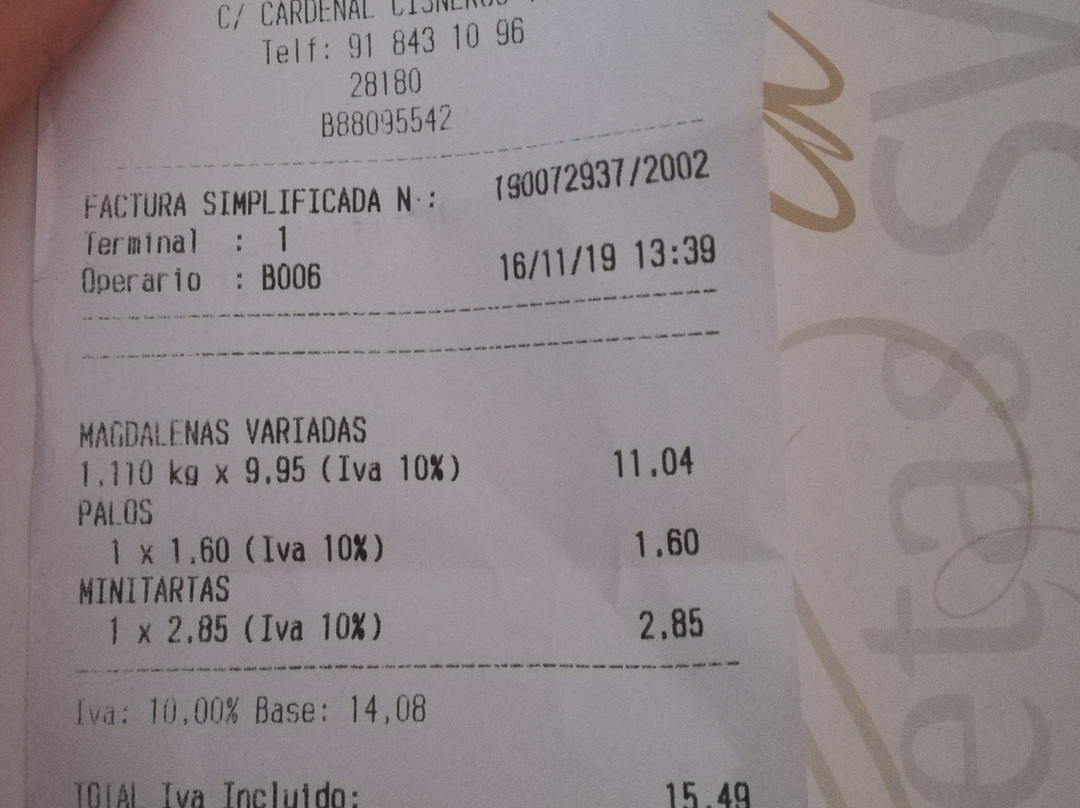 C/ CARDENAL CISNEROS
Telf: 91 843 10 96
28180
B88095542
FACTURA SIMPLIFICADA N.: 190072937/2002
Terminal : 1
Operario : B006 16/11/19 13:39
MAGDALENAS VARIADAS
1,110 kg x 9,95 (Iva 10%) 11,04
PALOS
1 x 1,60 (Iva 10%) 1,60
MINITARTAS
1 x 2,85 (Iva 10%) 2,85
Iva: 10,00% Base: 14,08
TOTAL Iva Incluido: 15,49